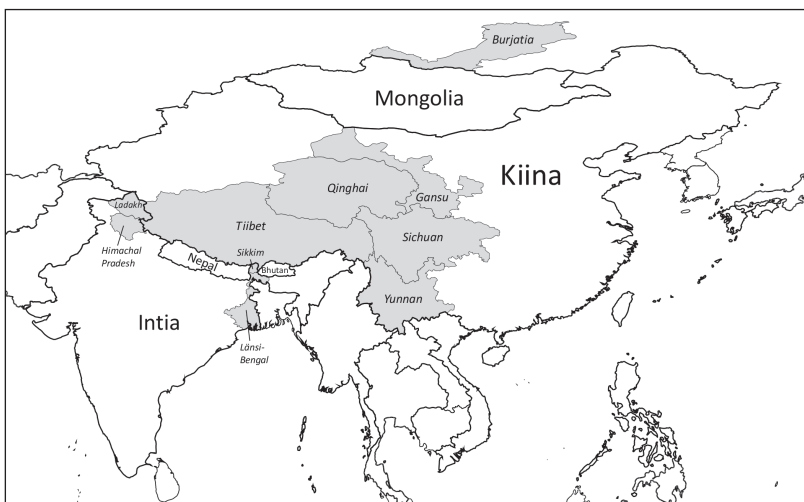 Burjatia
Mongolia
Kiina
Qinghai
Gansu
Ladakh
Tiibet
Sichuan
Himachal
Pradesh
Sikkim
Nepal
Bhutan
Yunnan
Intia
Länsi-
Bengal